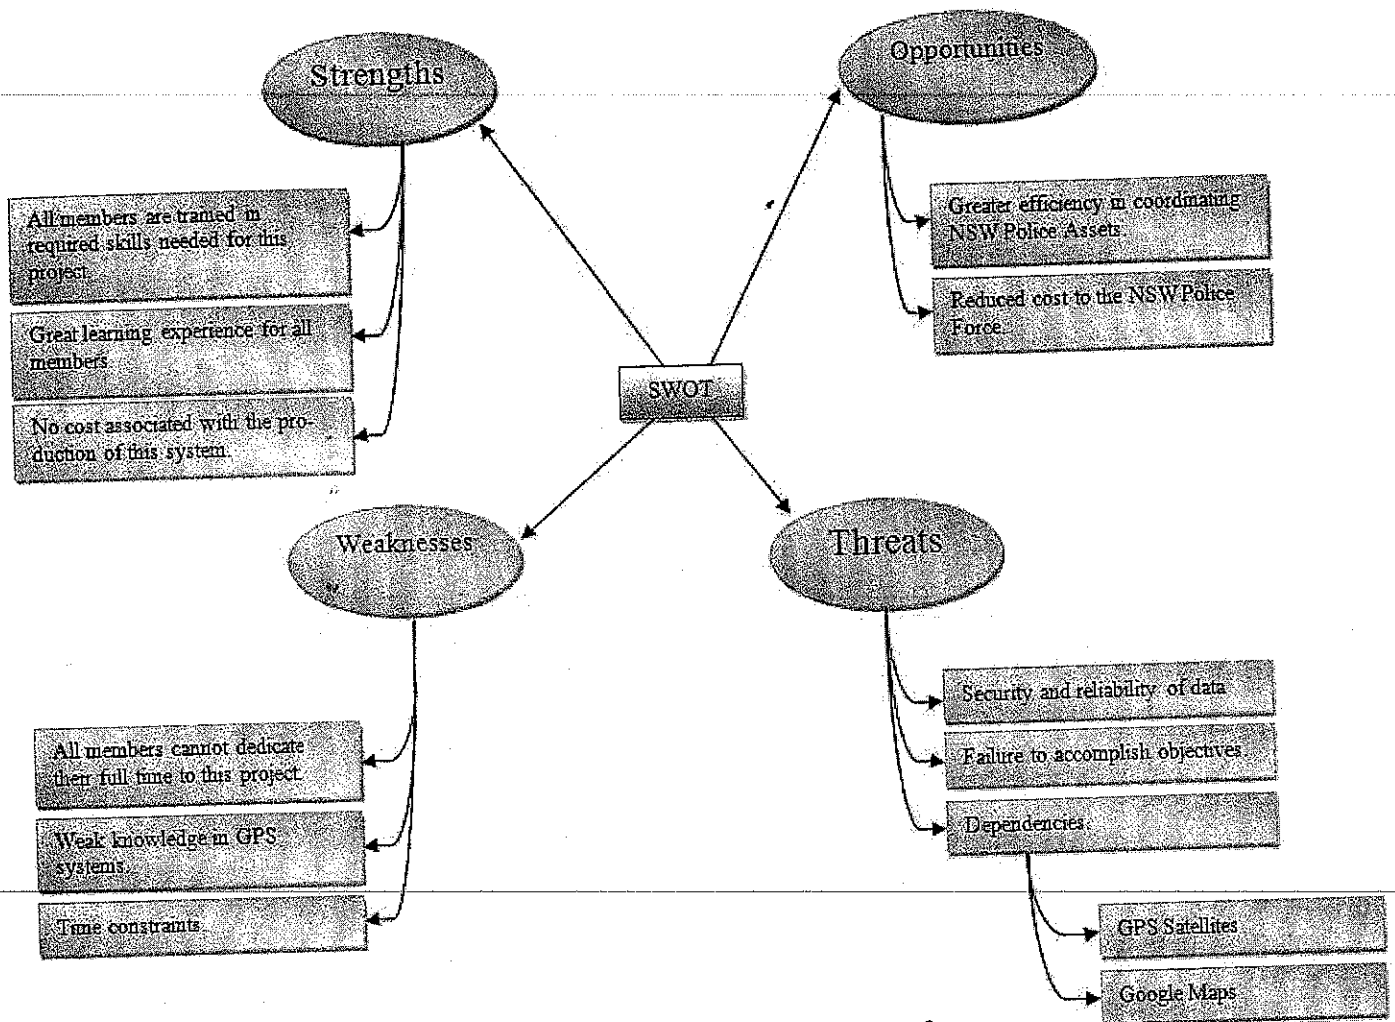 Strengths
All members are trained in
required skills needed for this
project.
Great learning experience for all
members.
No cost associated with the pro-
duction of this system.
Opportunities
Greater efficiency in coordinating
NSW Police Assets.
Reduced cost to the NSW Police
Force.
SWOT
Weaknesses
All members cannot dedicate
their full time to this project.
Weak knowledge in GPS
systems.
Time constraints
Threats
Security and reliability of data
Failure to accomplish objectives.
Dependencies.
GPS Satellites
Google Maps